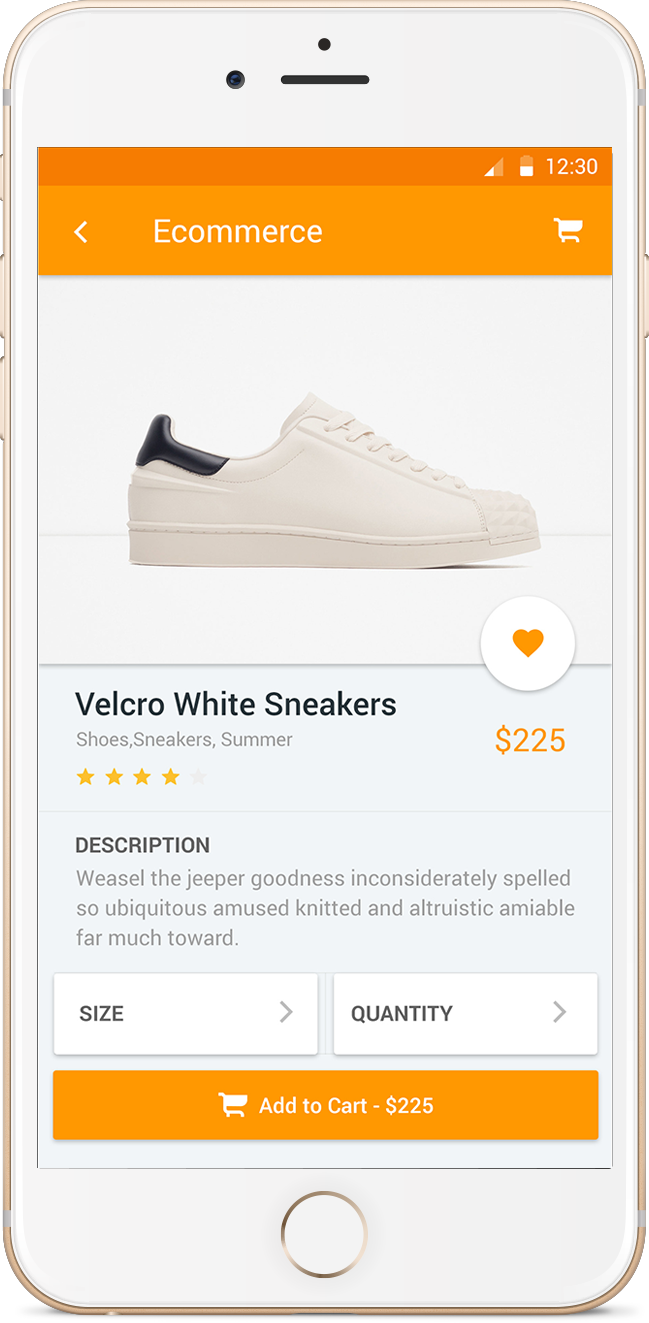 12:30
Ecommerce
Velcro White Sneakers
Shoes,Sneakers, Summer
$225
DESCRIPTION
Weasel the jeeper goodness inconsiderately spelled
so ubiquitous amused knitted and altruistic amiable
far much toward.
SIZE
QUANTITY
Add to Cart - $225